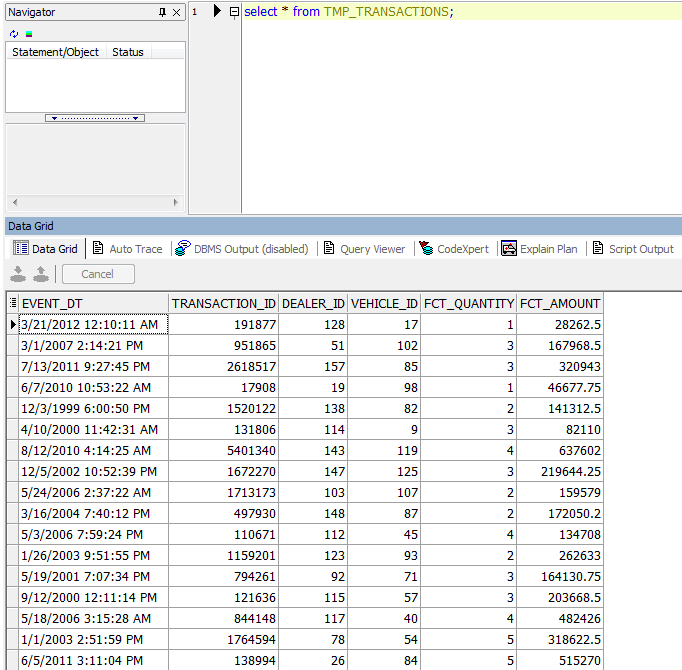 Navigator
1 select * from TMP_TRANSACTIONS;
Statement/Object Status
Data Grid
Data Grid Auto Trace DBMS Output (disabled) Query Viewer CodeXpert Explain Plan Script Output
Cancel
EVENT_DT TRANSACTION_ID DEALER_ID VEHICLE_ID FCT_QUANTITY FCT_AMOUNT
3/21/2012 12:10:11 AM 191877 128 17 1 28262.5
3/1/2007 2:14:21 PM 951865 51 102 3 167968.5
7/13/2011 9:27:45 PM 2618517 157 85 3 320943
6/7/2010 10:53:22 AM 17908 19 98 1 46677.75
12/3/1999 6:00:50 PM 1520122 138 82 2 141312.5
4/10/2000 11:42:31 AM 131806 114 9 3 82110
8/12/2010 4:14:25 AM 5401340 143 119 4 637602
12/5/2002 10:52:39 PM 1672270 147 125 3 219644.25
5/24/2006 2:37:22 AM 1713173 103 107 2 159579
3/16/2004 7:40:12 PM 497930 148 87 2 172050.2
5/3/2006 7:59:24 PM 110671 112 45 4 134708
1/26/2003 9:51:55 PM 1159201 123 93 2 262633
5/19/2001 7:07:34 PM 794261 92 71 3 164130.75
9/12/2000 12:11:14 PM 121636 115 57 3 203668.5
5/18/2006 3:15:28 AM 844148 117 40 4 482426
1/1/2003 2:51:59 PM 1764594 78 54 5 318622.5
6/5/2011 3:11:04 PM 138994 26 84 5 515270